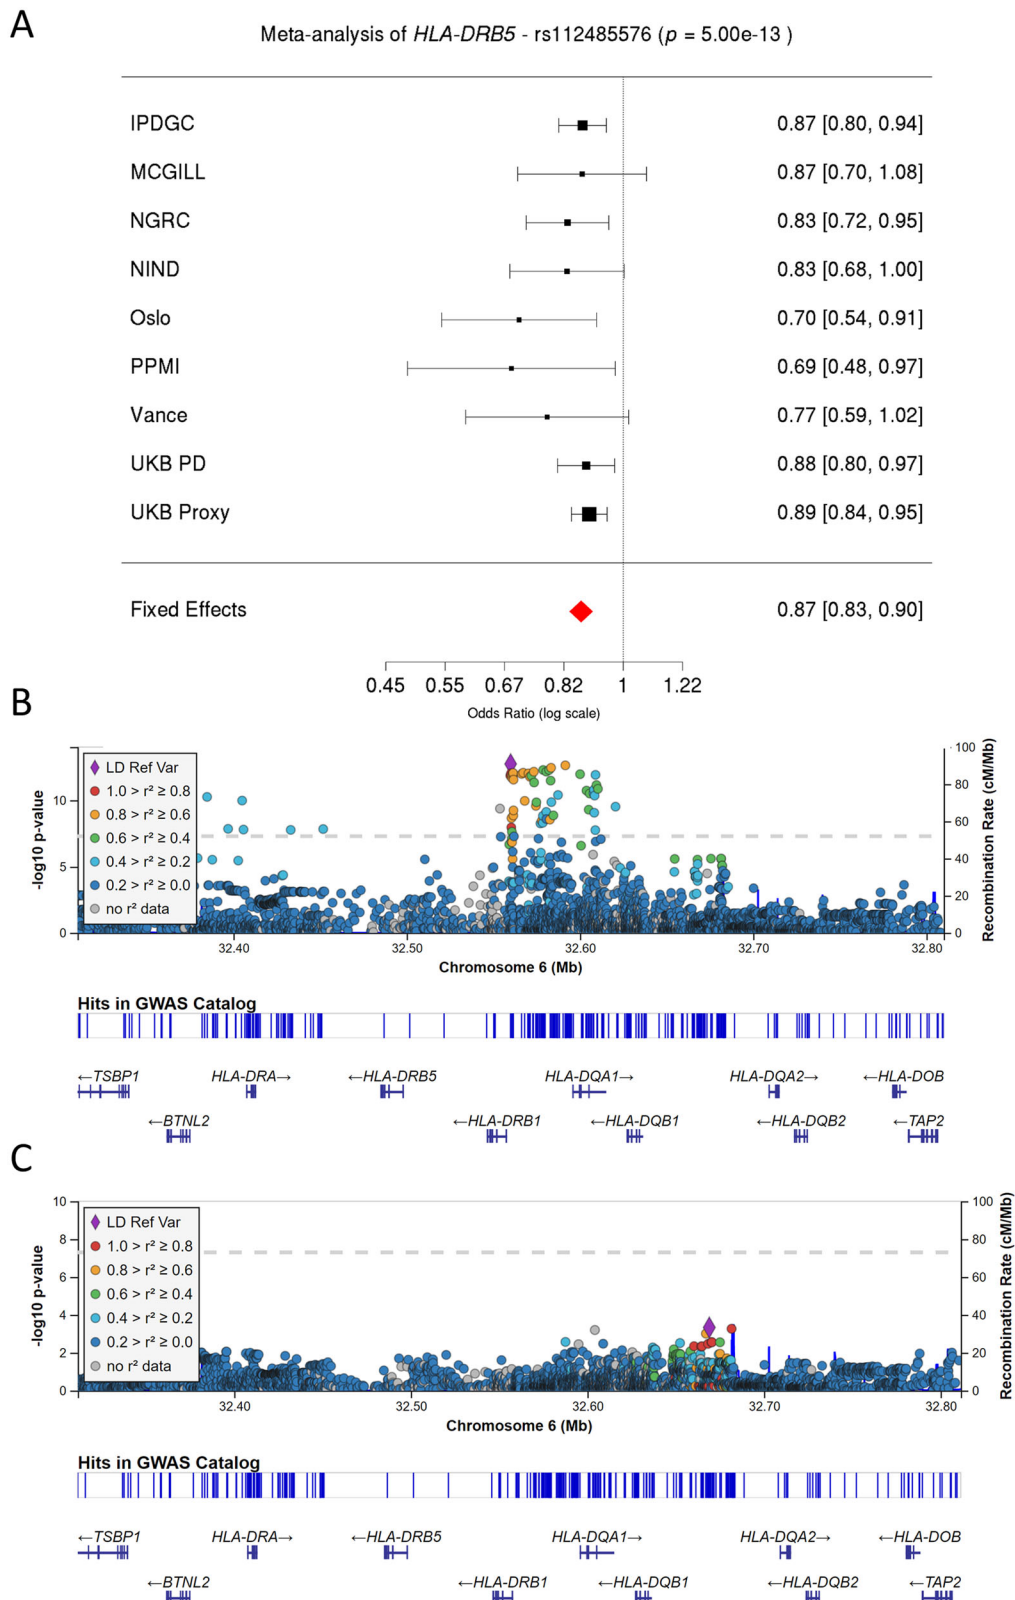 A
Meta-analysis of HLA-DRB5 - rs112485576 (p = 5.00e-13 )
IPDGC 0.87 [0.80, 0.94]
MCGILL 0.87 [0.70, 1.08]
NGRC 0.83 [0.72, 0.95]
NIND 0.83 [0.68, 1.00]
Oslo 0.70 [0.54, 0.91]
PPMI 0.69 [0.48, 0.97]
Vance 0.77 [0.59, 1.02]
UKB PD 0.88 [0.80, 0.97]
UKB Proxy 0.89 [0.84, 0.95]
Fixed Effects 0.87 [0.83, 0.90]
0.45 0.55 0.67 0.82 1 1.22
Odds Ratio (log scale)
B
LD Ref Var
1.0 > r² ≥ 0.8
0.8 > r² ≥ 0.6
0.6 > r² ≥ 0.4
0.4 > r² ≥ 0.2
0.2 > r² ≥ 0.0
no r² data
-log10 p-value
10
5
0
100
80
60
40
20
0
Recombination Rate (cM/Mb)
32.40 32.50 32.60 32.70 32.80
Chromosome 6 (Mb)
Hits in GWAS Catalog
←TSBP1 HLA-DRA→ ←HLA-DRB5 HLA-DQA1→ HLA-DQA2→ ←HLA-DOB
←BTNL2 ←HLA-DRB1 ←HLA-DQB1 ←HLA-DQB2 ←TAP2
C
LD Ref Var
1.0 > r² ≥ 0.8
0.8 > r² ≥ 0.6
0.6 > r² ≥ 0.4
0.4 > r² ≥ 0.2
0.2 > r² ≥ 0.0
no r² data
-log10 p-value
10
8
6
4
2
0
100
80
60
40
20
0
Recombination Rate (cM/Mb)
32.40 32.50 32.60 32.70 32.80
Chromosome 6 (Mb)
Hits in GWAS Catalog
←TSBP1 HLA-DRA→ ←HLA-DRB5 HLA-DQA1→ HLA-DQA2→ ←HLA-DOB
←BTNL2 ←HLA-DRB1 ←HLA-DQB1 ←HLA-DQB2 ←TAP2